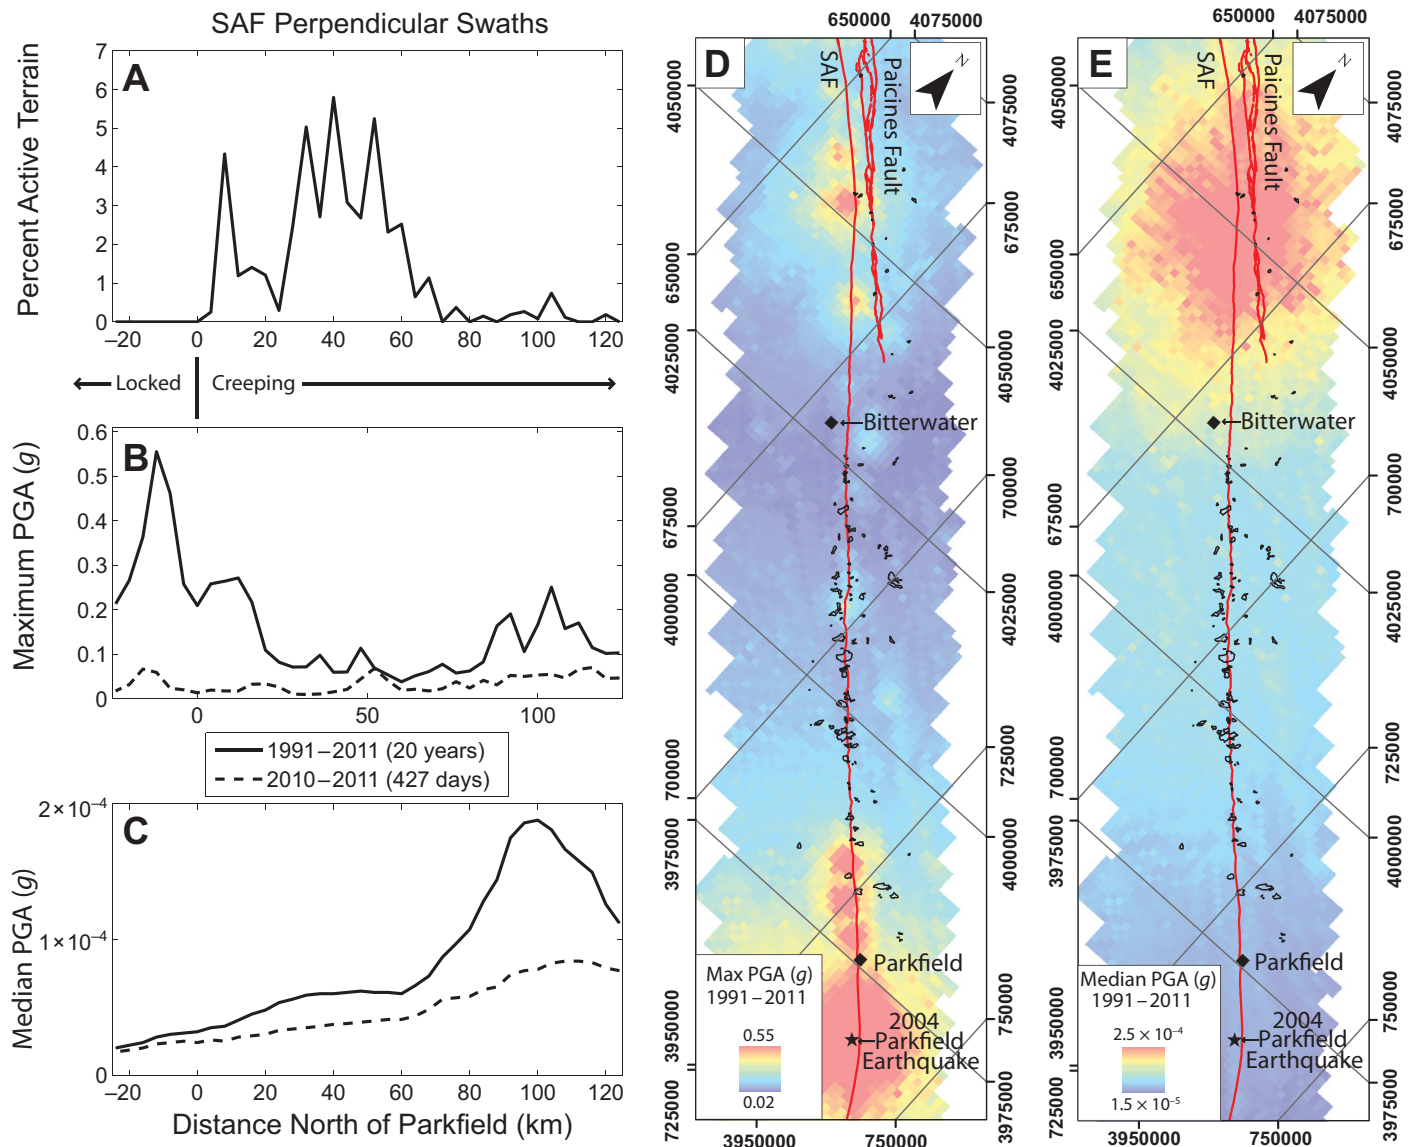 SAF Perpendicular Swaths
A
Percent Active Terrain
7
6
5
4
3
2
1
0
−20 0 20 40 60 80 100 120
Locked Creeping
B
Maximum PGA (g)
0.6
0.5
0.4
0.3
0.2
0.1
0
0 50 100
1991–2011 (20 years)
2010–2011 (427 days)
C
Median PGA (g)
2 × 10⁻⁴
1 × 10⁻⁴
0
−20 0 20 40 60 80 100 120
Distance North of Parkfield (km)
D
650000 4075000
SAF
Paicines Fault
N
4050000
650000
4025000
675000
4000000
700000
3975000
3950000
725000
4075000
675000
4050000
700000
4025000
725000
4000000
750000
3975000
Bitterwater
Parkfield
2004
Parkfield
Earthquake
Max PGA (g)
1991–2011
0.55
0.02
3950000 750000
E
650000 4075000
SAF
Paicines Fault
N
4050000
650000
4025000
675000
4000000
700000
3975000
3950000
725000
4075000
675000
4050000
700000
4025000
725000
4000000
750000
3975000
Bitterwater
Parkfield
2004
Parkfield
Earthquake
Median PGA (g)
1991–2011
2.5 × 10⁻⁴
1.5 × 10⁻⁵
3950000 750000